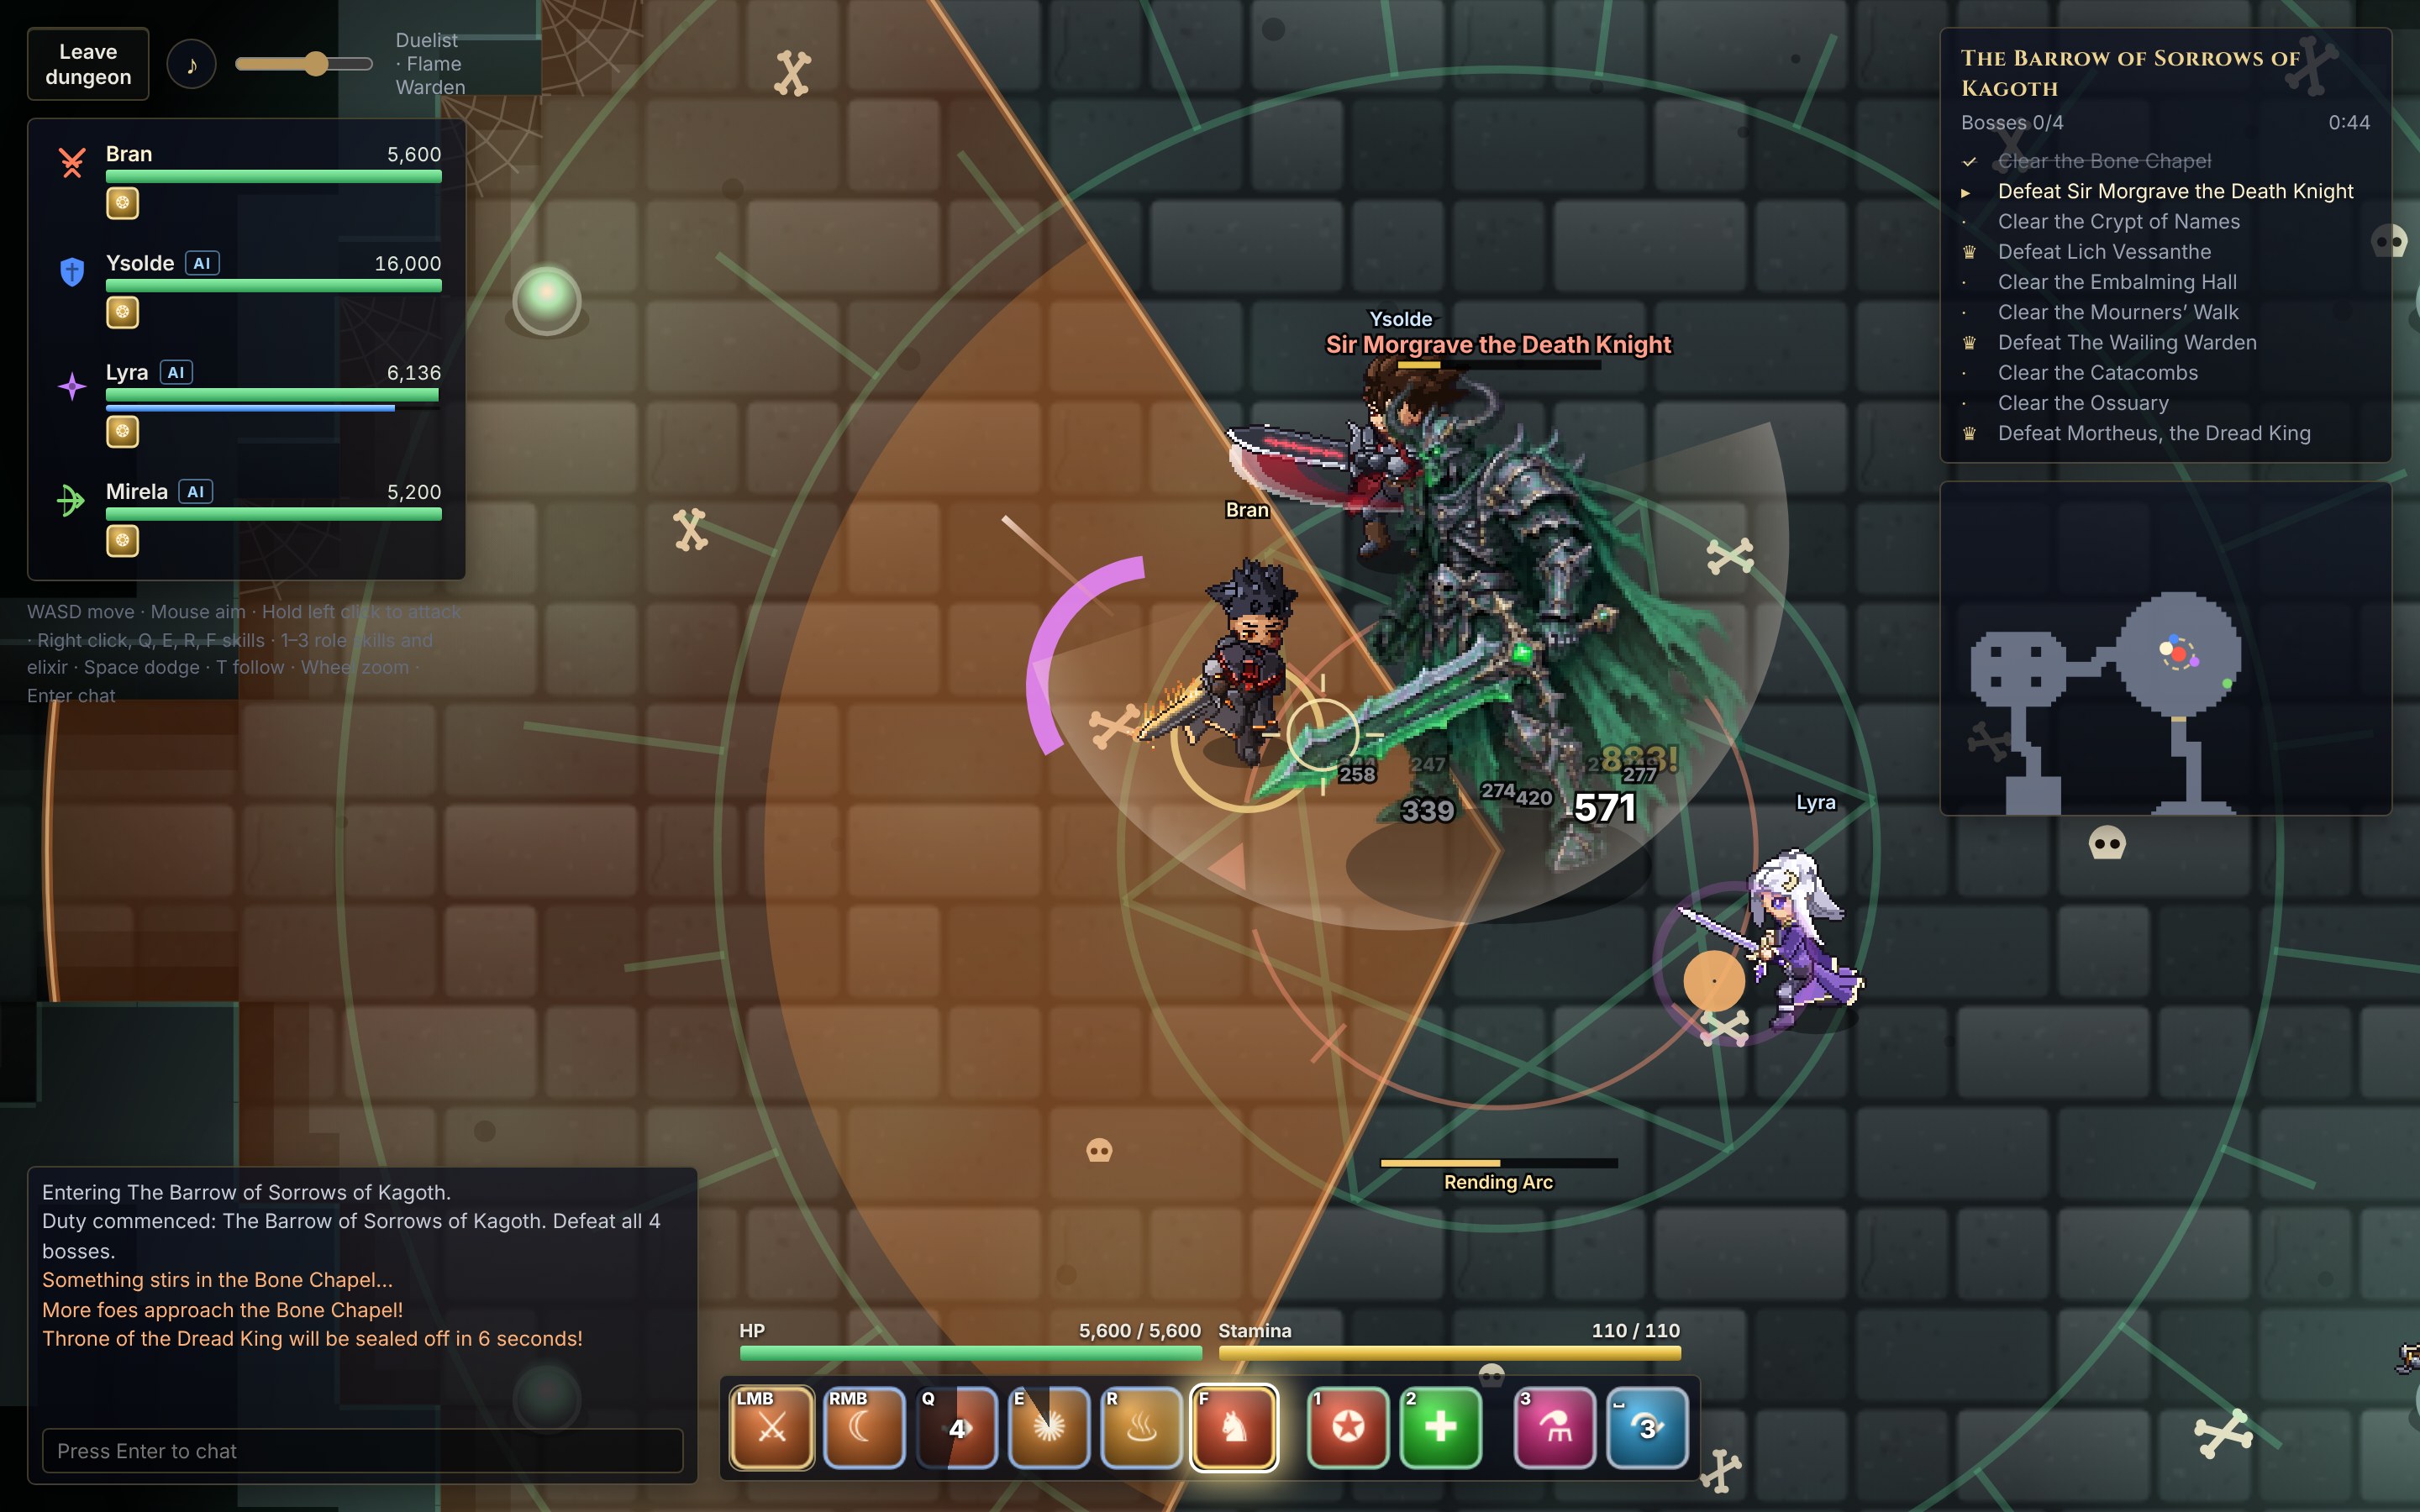 Leave
dungeon
Duelist
· Flame
Warden
Bran 5,600
Ysolde AI 16,000
Lyra AI 6,136
Mirela AI 5,200
WASD move · Mouse aim · Hold left click to attack
· Right click, Q, E, R, F skills · 1–3 role skills and
elixir · Space dodge · T follow · Wheel zoom ·
Enter chat
The Barrow of Sorrows of
Kagoth
Bosses 0/4 0:44
Clear the Bone Chapel
Defeat Sir Morgrave the Death Knight
Clear the Crypt of Names
Defeat Lich Vessanthe
Clear the Embalming Hall
Clear the Mourners’ Walk
Defeat The Wailing Warden
Clear the Catacombs
Clear the Ossuary
Defeat Mortheus, the Dread King
Ysolde
Sir Morgrave the Death Knight
Bran
258
247
277
274
420
339
571
Lyra
Rending Arc
Entering The Barrow of Sorrows of Kagoth.
Duty commenced: The Barrow of Sorrows of Kagoth. Defeat all 4
bosses.
Something stirs in the Bone Chapel...
More foes approach the Bone Chapel!
Throne of the Dread King will be sealed off in 6 seconds!
Press Enter to chat
HP 5,600 / 5,600 Stamina 110 / 110
LMB RMB Q E R F 1 2 3
4 3